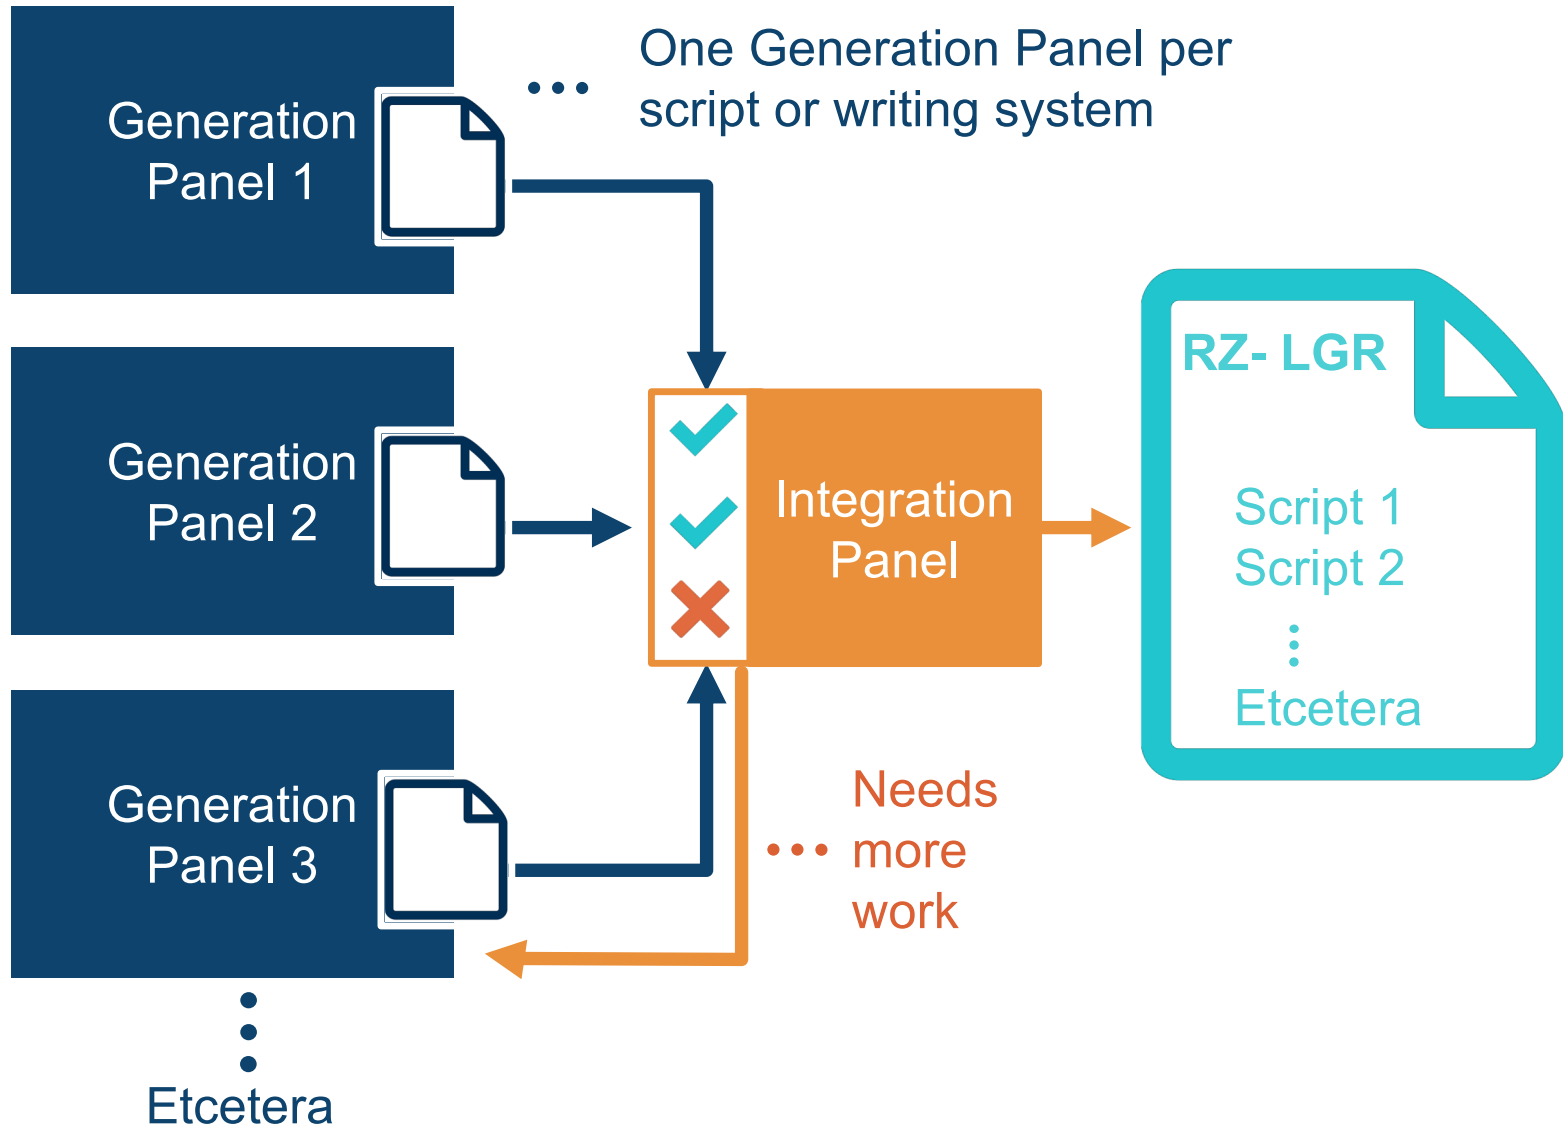 One Generation Panel per
script or writing system
Generation
Panel 1
Generation
Panel 2
Generation
Panel 3
Etcetera
Integration
Panel
Needs
more
work
RZ- LGR
Script 1
Script 2
Etcetera